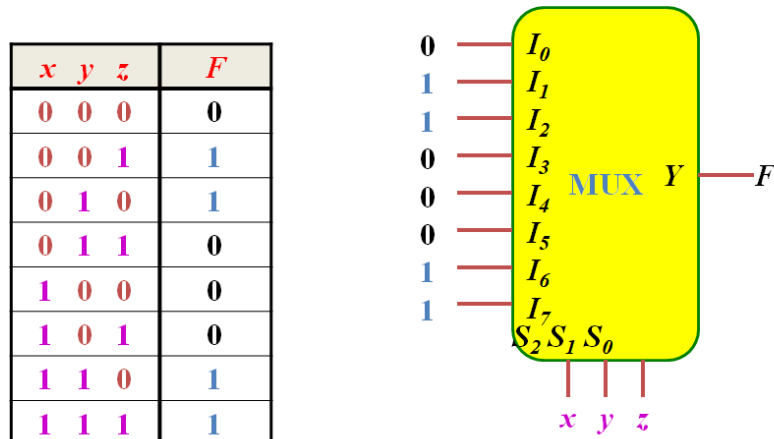 x y z F
0 0 0 0
0 0 1 1
0 1 0 1
0 1 1 0
1 0 0 0
1 0 1 0
1 1 0 1
1 1 1 1
0 I0
1 I1
1 I2
0 I3
0 I4
0 I5
1 I6
1 I7
MUX
Y F
S2 S1 S0
x y z